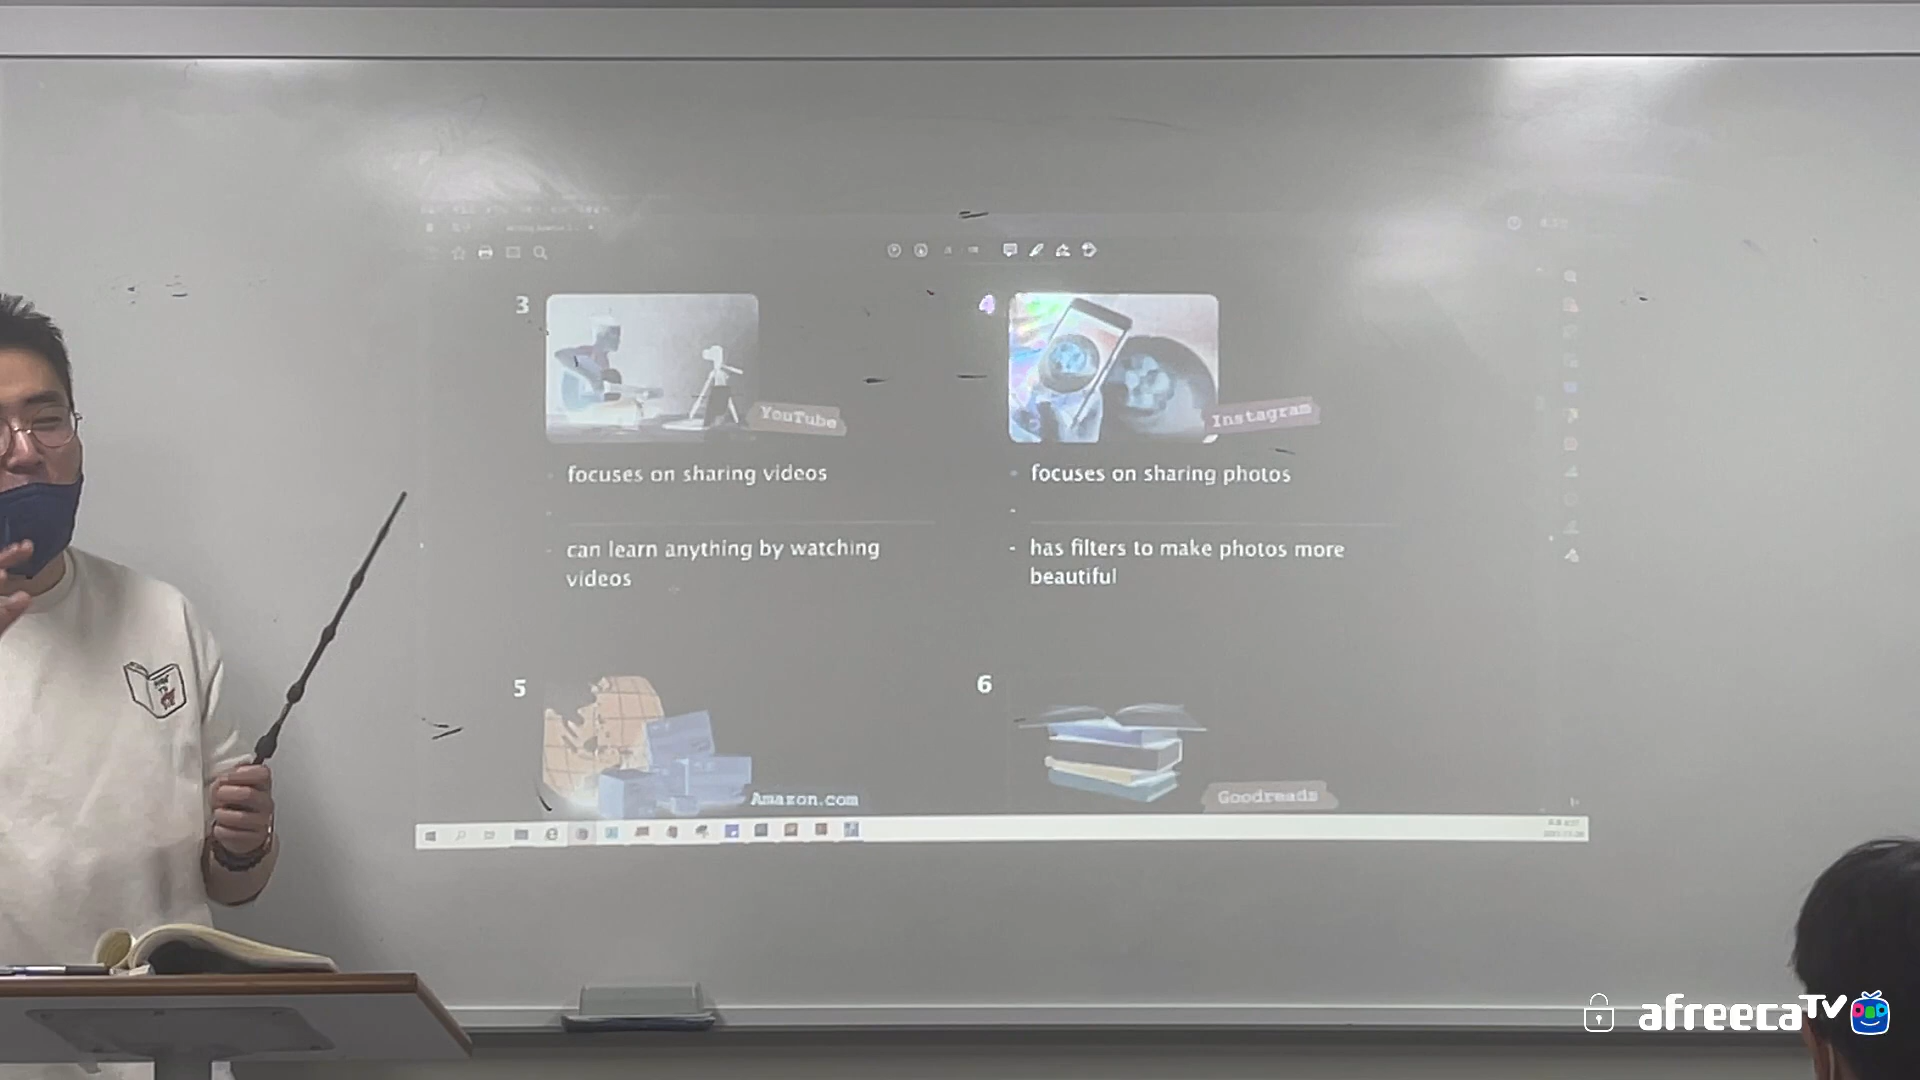 3
YouTube
focuses on sharing videos
can learn anything by watching
videos
4
Instagram
- focuses on sharing photos
-
- has filters to make photos more
beautiful
5
Amazon.com
6
Goodreads
afreecaTV